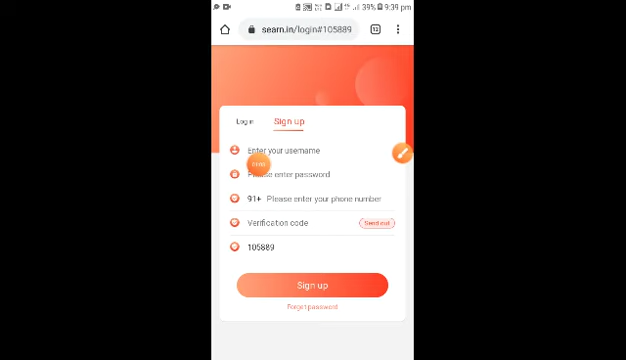 39% 9:39 pm
searn.in/login#105889
13
Log in Sign up
Enter your username
Please enter password
91+ Please enter your phone number
Verification code Send out
105889
Sign up
Forget password